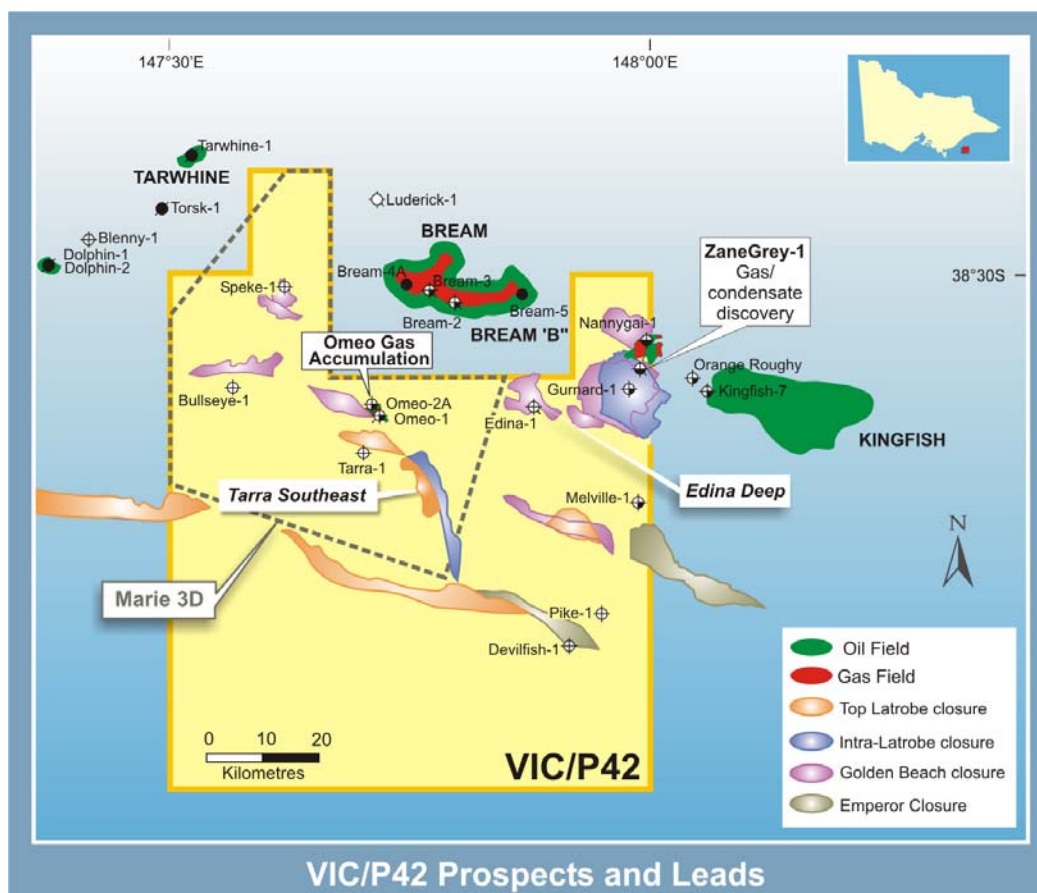 147°30'E
148°00'E
Tarwhine-1
TARWHINE
Torsk-1
Luderick-1
Blenny-1
Dolphin-1
Dolphin-2
BREAM
ZaneGrey-1
Gas/
condensate
discovery
38°30S
Speke-1
Bream-4A
Bream-3
Bream-2
Bream-5
BREAM 'B"
Nannygai-1
Omeo Gas
Accumulation
Orange Roughy
Bullseye-1
Omeo-2A
Omeo-1
Gurnard-1
Kingfish-7
Edina-1
KINGFISH
Tarra-1
Tarra Southeast
Edina Deep
Melville-1
N
Marie 3D
Pike-1
Devilfish-1
0 10 20
Kilometres
VIC/P42
Oil Field
Gas Field
Top Latrobe closure
Intra-Latrobe closure
Golden Beach closure
Emperor Closure
VIC/P42 Prospects and Leads